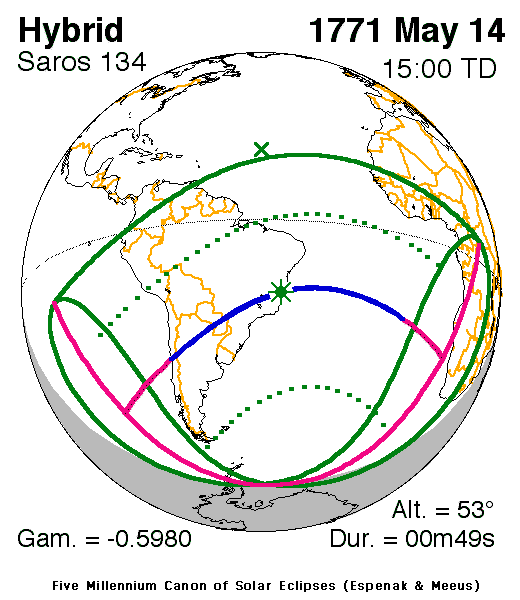 Hybrid
1771 May 14
Saros 134
15:00 TD
Alt. = 53°
Gam. = -0.5980
Dur. = 00m49s
Five Millennium Canon of Solar Eclipses (Espenak & Meeus)